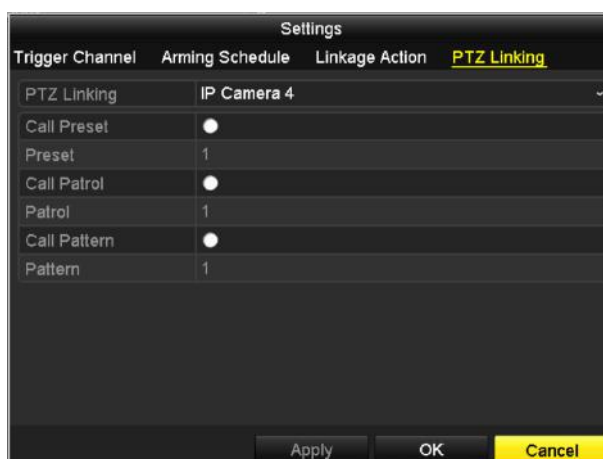 Settings
Trigger Channel Arming Schedule Linkage Action PTZ Linking
PTZ Linking IP Camera 4
Call Preset
Preset 1
Call Patrol
Patrol 1
Call Pattern
Pattern 1
Apply OK Cancel